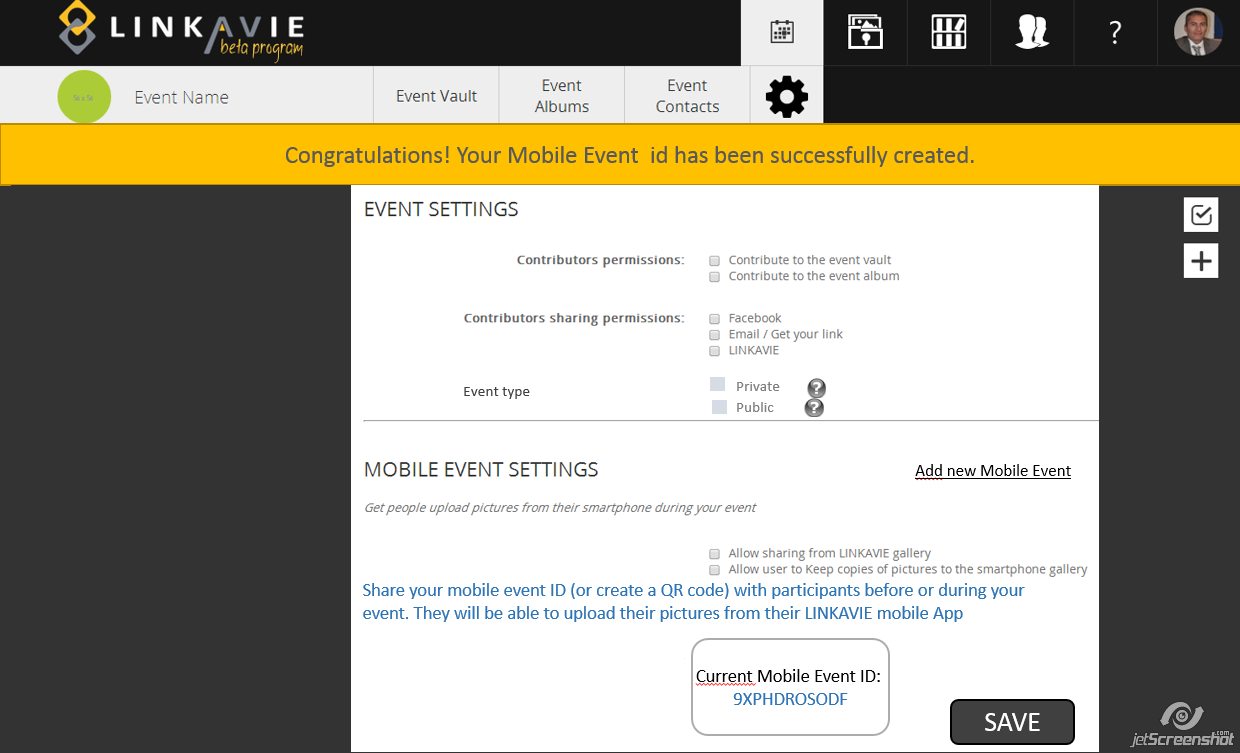 LINKAVIE
beta program
?
Event Name
Event Vault
Event
Albums
Event
Contacts
Congratulations! Your Mobile Event id has been successfully created.
EVENT SETTINGS
Contributors permissions:
Contribute to the event vault
Contribute to the event album
Contributors sharing permissions:
Facebook
Email / Get your link
LINKAVIE
Event type
Private ?
Public ?
MOBILE EVENT SETTINGS
Add new Mobile Event
Get people upload pictures from their smartphone during your event
Allow sharing from LINKAVIE gallery
Allow user to Keep copies of pictures to the smartphone gallery
Share your mobile event ID (or create a QR code) with participants before or during your
event. They will be able to upload their pictures from their LINKAVIE mobile App
Current Mobile Event ID:
9XPHDROSODF
SAVE
jetScreenshot.com